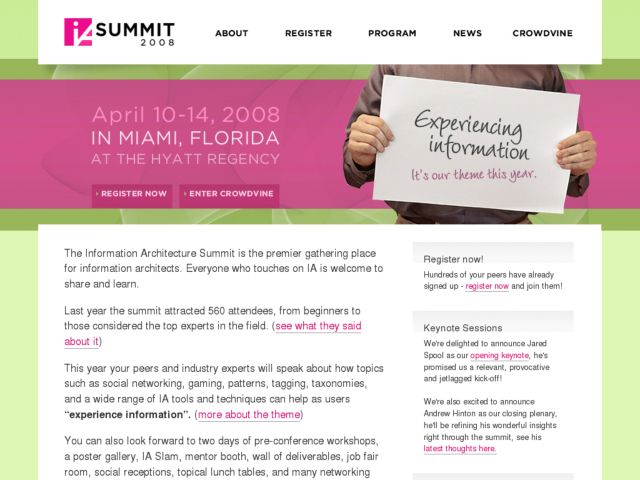 iA SUMMIT
2008
ABOUT
REGISTER
PROGRAM
NEWS
CROWDVINE
April 10-14, 2008
IN MIAMI, FLORIDA
AT THE HYATT REGENCY
› REGISTER NOW
› ENTER CROWDVINE
Experiencing
information
It's our theme this year.
The Information Architecture Summit is the premier gathering place
for information architects. Everyone who touches on IA is welcome to
share and learn.
Last year the summit attracted 560 attendees, from beginners to
those considered the top experts in the field. (see what they said
about it)
This year your peers and industry experts will speak about how topics
such as social networking, gaming, patterns, tagging, taxonomies,
and a wide range of IA tools and techniques can help as users
“experience information”. (more about the theme)
You can also look forward to two days of pre-conference workshops,
a poster gallery, IA Slam, mentor booth, wall of deliverables, job fair
room, social receptions, topical lunch tables, and many networking
Register now!
Hundreds of your peers have already
signed up - register now and join them!
Keynote Sessions
We're delighted to announce Jared
Spool as our opening keynote, he's
promised us a relevant, provocative
and jetlagged kick-off!
We're also excited to announce
Andrew Hinton as our closing plenary,
he'll be refining his wonderful insights
right through the summit, see his
latest thoughts here.